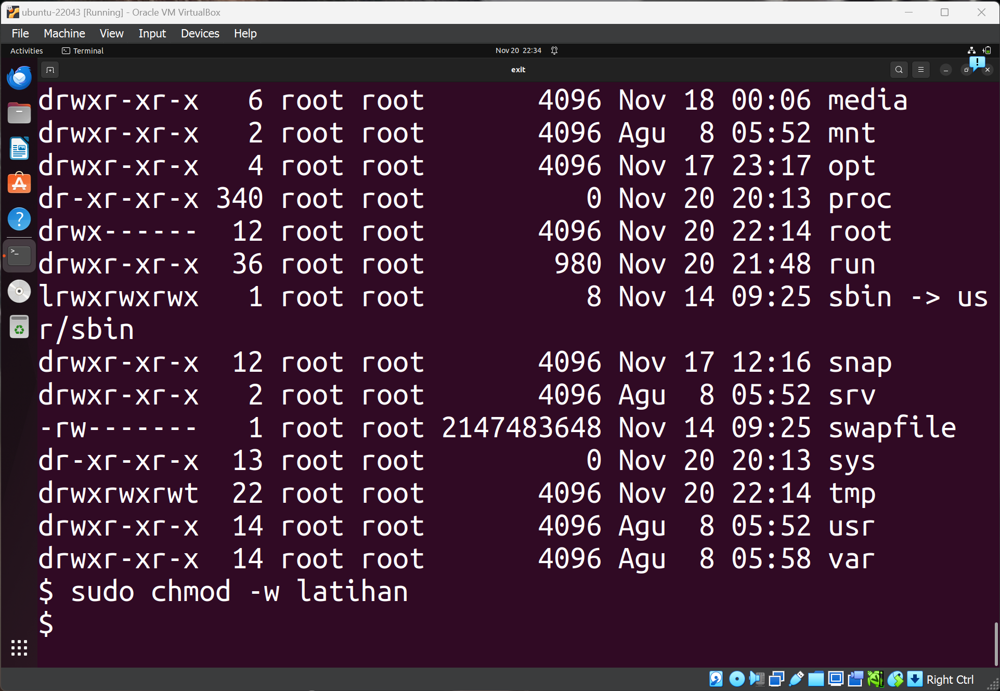 ubuntu-22043 [Running] - Oracle VM VirtualBox
File Machine View Input Devices Help
Activities Terminal Nov 20 22:34
exit
drwxr-xr-x   6 root root       4096 Nov 18 00:06 media
drwxr-xr-x   2 root root       4096 Agu  8 05:52 mnt
drwxr-xr-x   4 root root       4096 Nov 17 23:17 opt
dr-xr-xr-x 340 root root          0 Nov 20 20:13 proc
drwx------  12 root root       4096 Nov 20 22:14 root
drwxr-xr-x  36 root root        980 Nov 20 21:48 run
lrwxrwxrwx   1 root root          8 Nov 14 09:25 sbin -> us
r/sbin
drwxr-xr-x  12 root root       4096 Nov 17 12:16 snap
drwxr-xr-x   2 root root       4096 Agu  8 05:52 srv
-rw-------   1 root root 2147483648 Nov 14 09:25 swapfile
dr-xr-xr-x  13 root root          0 Nov 20 20:13 sys
drwxrwxrwt  22 root root       4096 Nov 20 22:14 tmp
drwxr-xr-x  14 root root       4096 Agu  8 05:52 usr
drwxr-xr-x  14 root root       4096 Agu  8 05:58 var
$ sudo chmod -w latihan
$
Right Ctrl